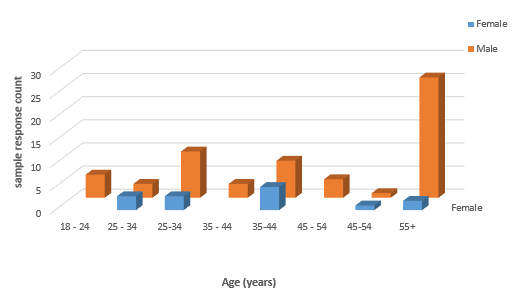 Female
Male
sample response count
30
25
20
15
10
5
0
Female
18 - 24 25 - 34 25-34 35 - 44 35-44 45 - 54 45-54 55+
Age (years)